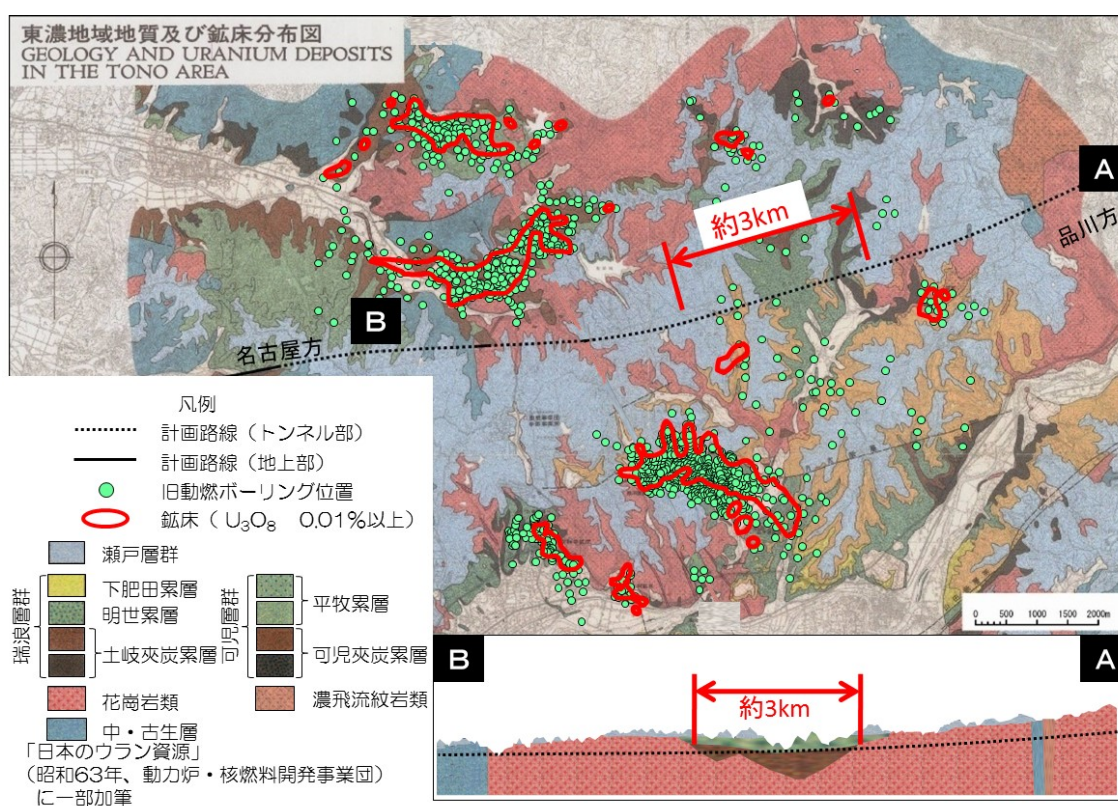 東濃地域地質及び鉱床分布図
GEOLOGY AND URANIUM DEPOSITS
IN THE TONO AREA
A
品川方
約3km
B
名古屋方
凡例
計画路線（トンネル部）
計画路線（地上部）
旧動燃ボーリング位置
鉱床（U₃O₈ 0.01％以上）
瀬戸層群
瑞浪層群
下肥田累層
明世累層
土岐夾炭累層
可児層群
平牧累層
可児夾炭累層
花崗岩類
濃飛流紋岩類
中・古生層
「日本のウラン資源」
（昭和63年、動力炉・核燃料開発事業団）
に一部加筆
0 500 1000 1500 2000m
B
約3km
A